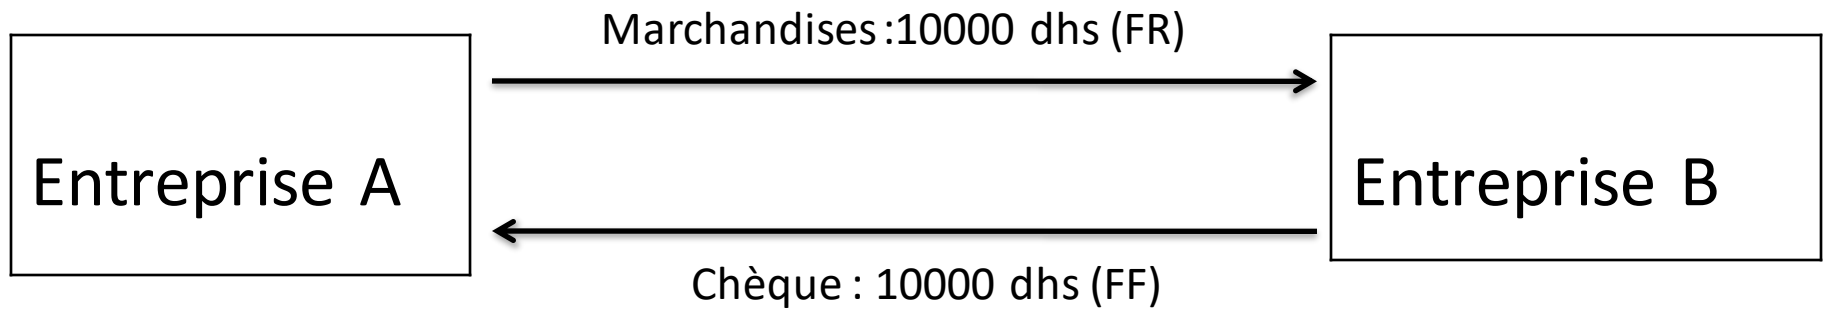 Marchandises :10000 dhs (FR)
Entreprise A
Entreprise B
Chèque : 10000 dhs (FF)